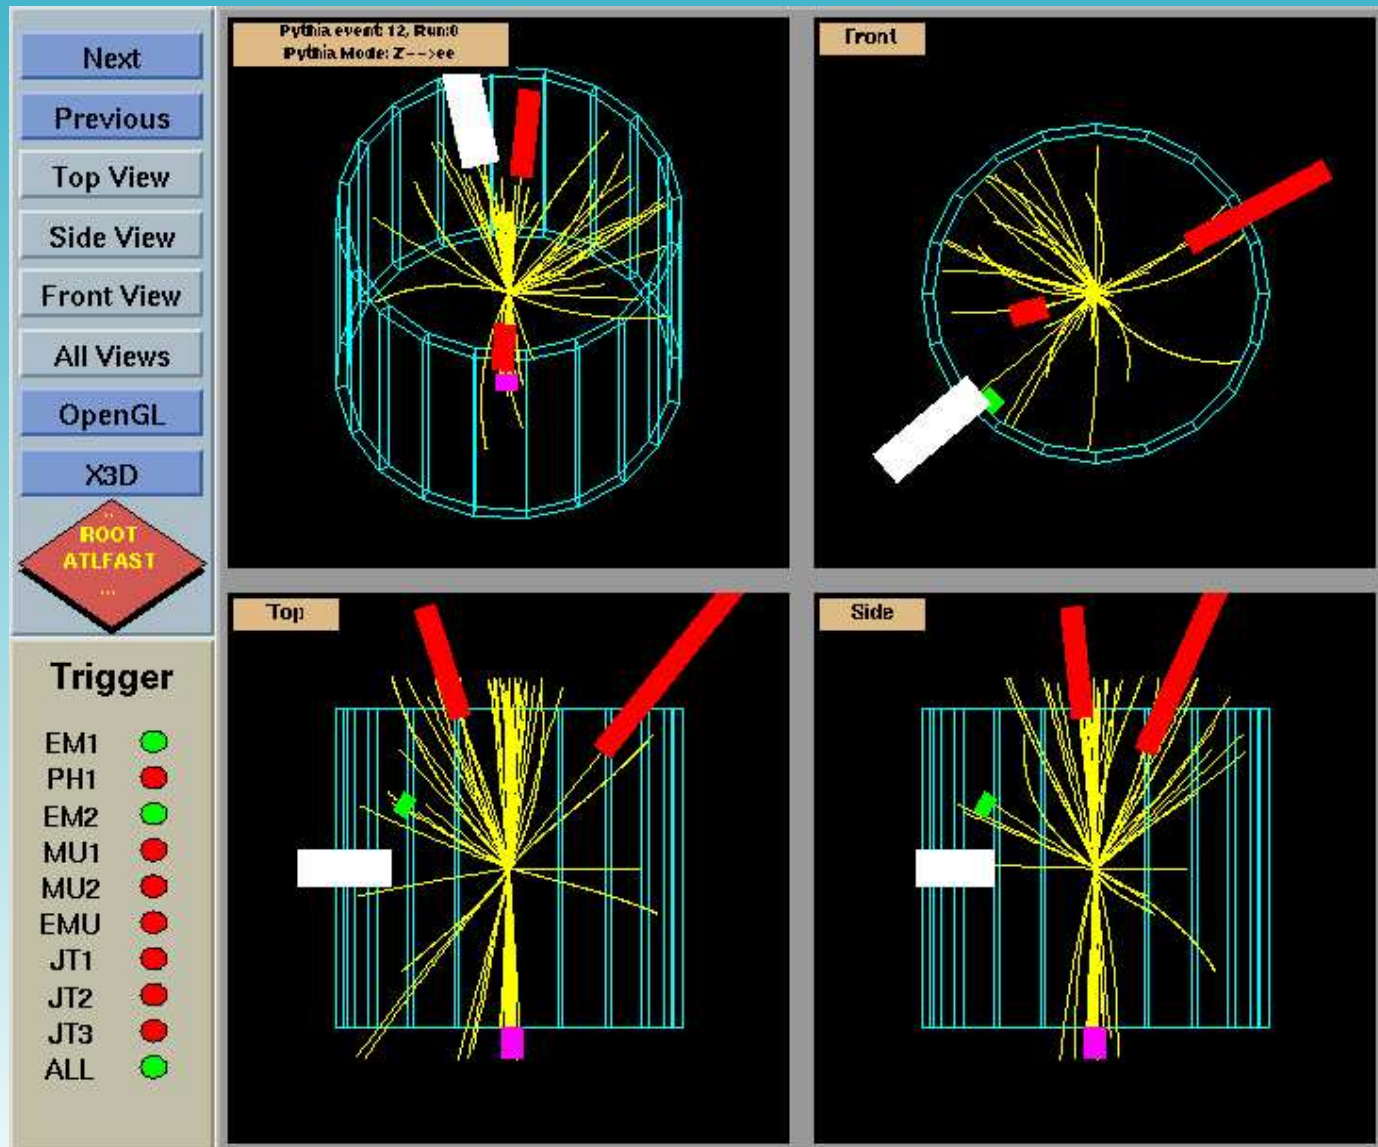 Next
Previous
Top View
Side View
Front View
All Views
OpenGL
X3D
..
ROOT
ATLFAST
...
Trigger
EM1
PH1
EM2
MU1
MU2
EMU
JT1
JT2
JT3
ALL
Pythia event: 12, Run:0
Pythia Mode: Z-->ee
Front
Top
Side